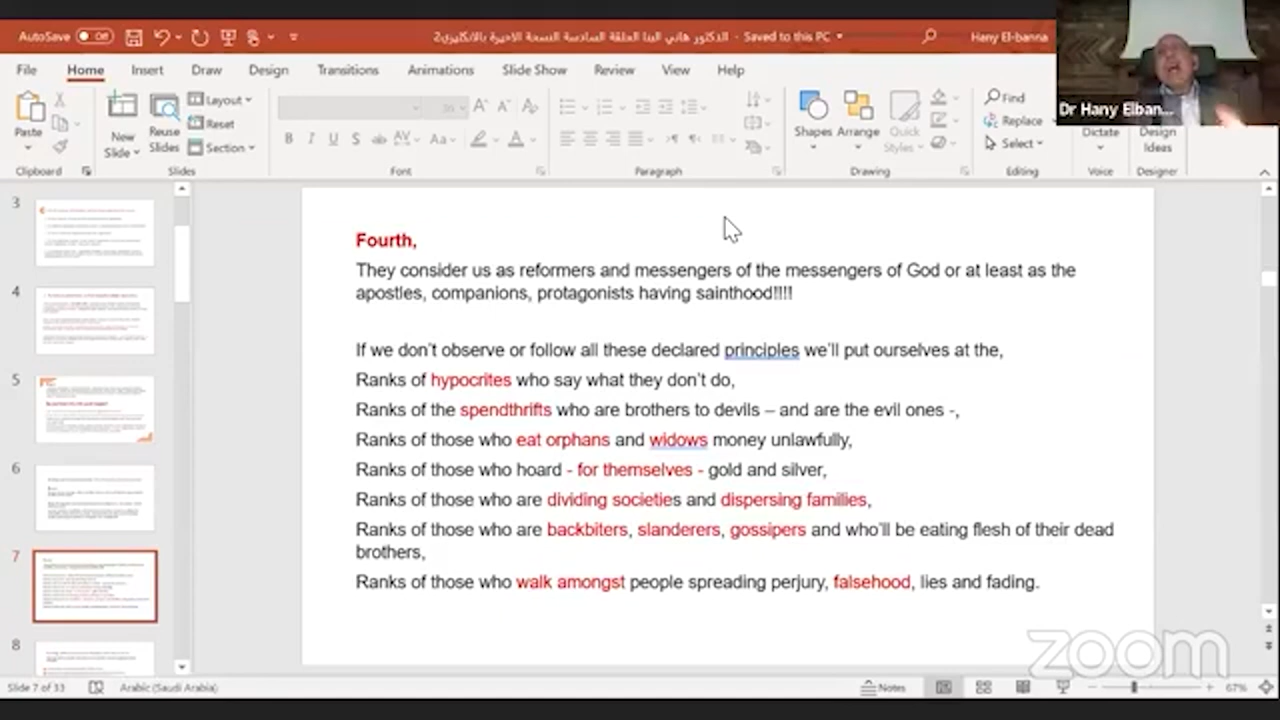 AutoSave Off
الدكتور هاني البنا الحلقة السادسة النسخة الاخيرة بالانكليزي2 - Saved to this PC
Hany El-banna
File Home Insert Draw Design Transitions Animations Slide Show Review View Help
Paste
Clipboard
New Slide
Reuse Slides
Layout
Reset
Section
Slides
B I U S AV Aa A
Font
Paragraph
Shapes Arrange Quick Styles
Drawing
Find
Replace
Select
Editing
Dictate
Voice
Design Ideas
Designer
Dr Hany Elban...
3
4
5
6
7
8
Fourth,
They consider us as reformers and messengers of the messengers of God or at least as the
apostles, companions, protagonists having sainthood!!!!
If we don't observe or follow all these declared principles we'll put ourselves at the,
Ranks of hypocrites who say what they don't do,
Ranks of the spendthrifts who are brothers to devils – and are the evil ones -,
Ranks of those who eat orphans and widows money unlawfully,
Ranks of those who hoard - for themselves - gold and silver,
Ranks of those who are dividing societies and dispersing families,
Ranks of those who are backbiters, slanderers, gossipers and who'll be eating flesh of their dead
brothers,
Ranks of those who walk amongst people spreading perjury, falsehood, lies and fading.
zoom
Slide 7 of 33 Arabic (Saudi Arabia) Notes 67%